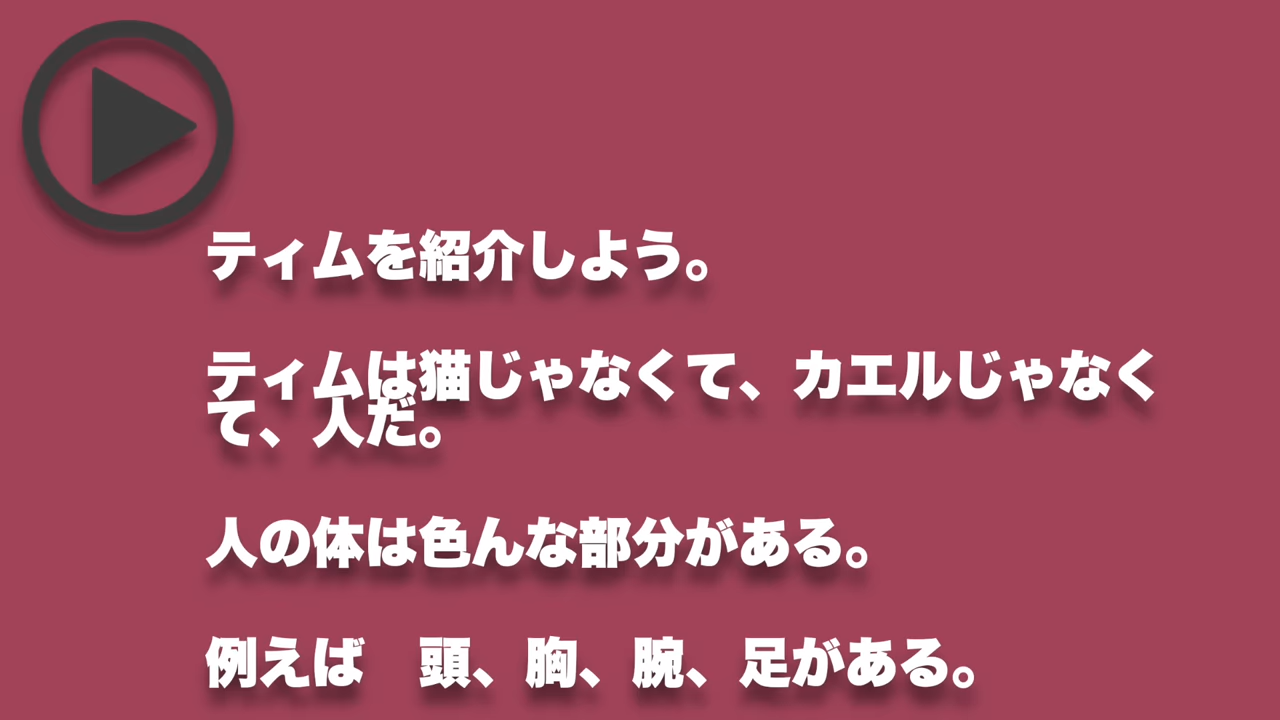 ティムを紹介しよう。
ティムは猫じゃなくて、カエルじゃなく
て、人だ。
人の体は色んな部分がある。
例えば　頭、胸、腕、足がある。